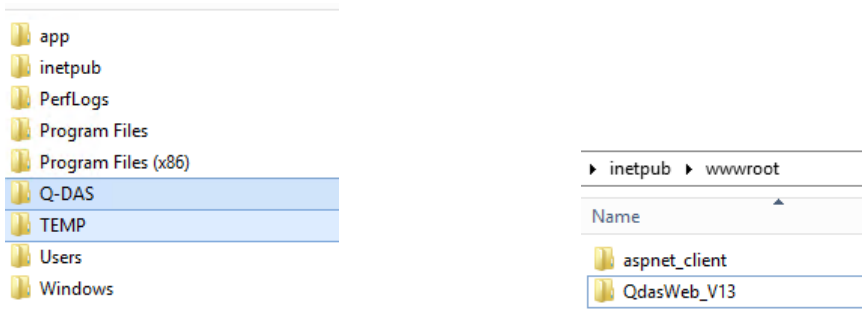 app
inetpub
PerfLogs
Program Files
Program Files (x86)
Q-DAS
TEMP
Users
Windows
inetpub wwwroot
Name
aspnet_client
QdasWeb_V13